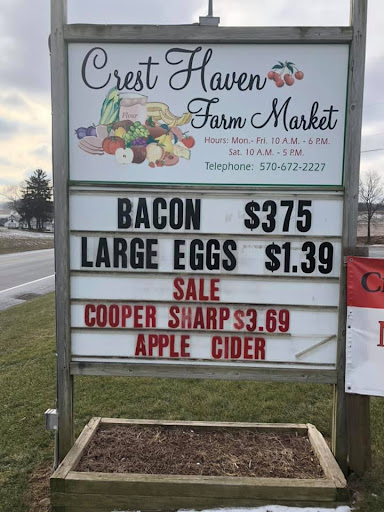 Crest Haven
Flour
Farm Market
Hours: Mon.- Fri. 10 A.M. - 6 P.M.
Sat. 10 A.M. - 5 P.M.
Telephone: 570-672-2227
BACON $375
LARGE EGGS $1.39
SALE
COOPER SHARP $3.69
APPLE CIDER